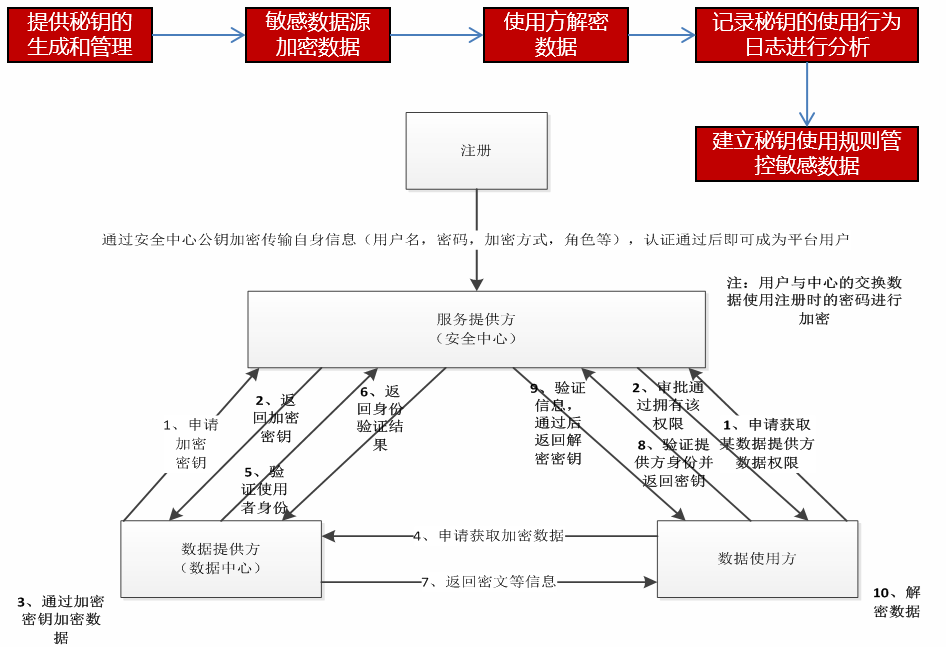 提供秘钥的
生成和管理
敏感数据源
加密数据
使用方解密
数据
记录秘钥的使用行为
日志进行分析
建立秘钥使用规则管
控敏感数据
注册
通过安全中心公钥加密传输自身信息（用户名，密码，加密方式，角色等），认证通过后即可成为平台用户
注：用户与中心的交换数
据使用注册时的密码进行
加密
服务提供方
（安全中心）
1、申请
加密
密钥
2、返
回加密
密钥
6、返
回身份
验证结
果
5、验
证使用
者身份
9、验证
信息，
通过后
返回解
密密钥
2、审批通
过拥有该
权限
8、验证提
供方身份并
返回密钥
1、申请获取
某数据提供方
数据权限
数据提供方
（数据中心）
4、申请获取加密数据
7、返回密文等信息
数据使用方
3、通过加密
密钥加密数
据
10、解
密数据